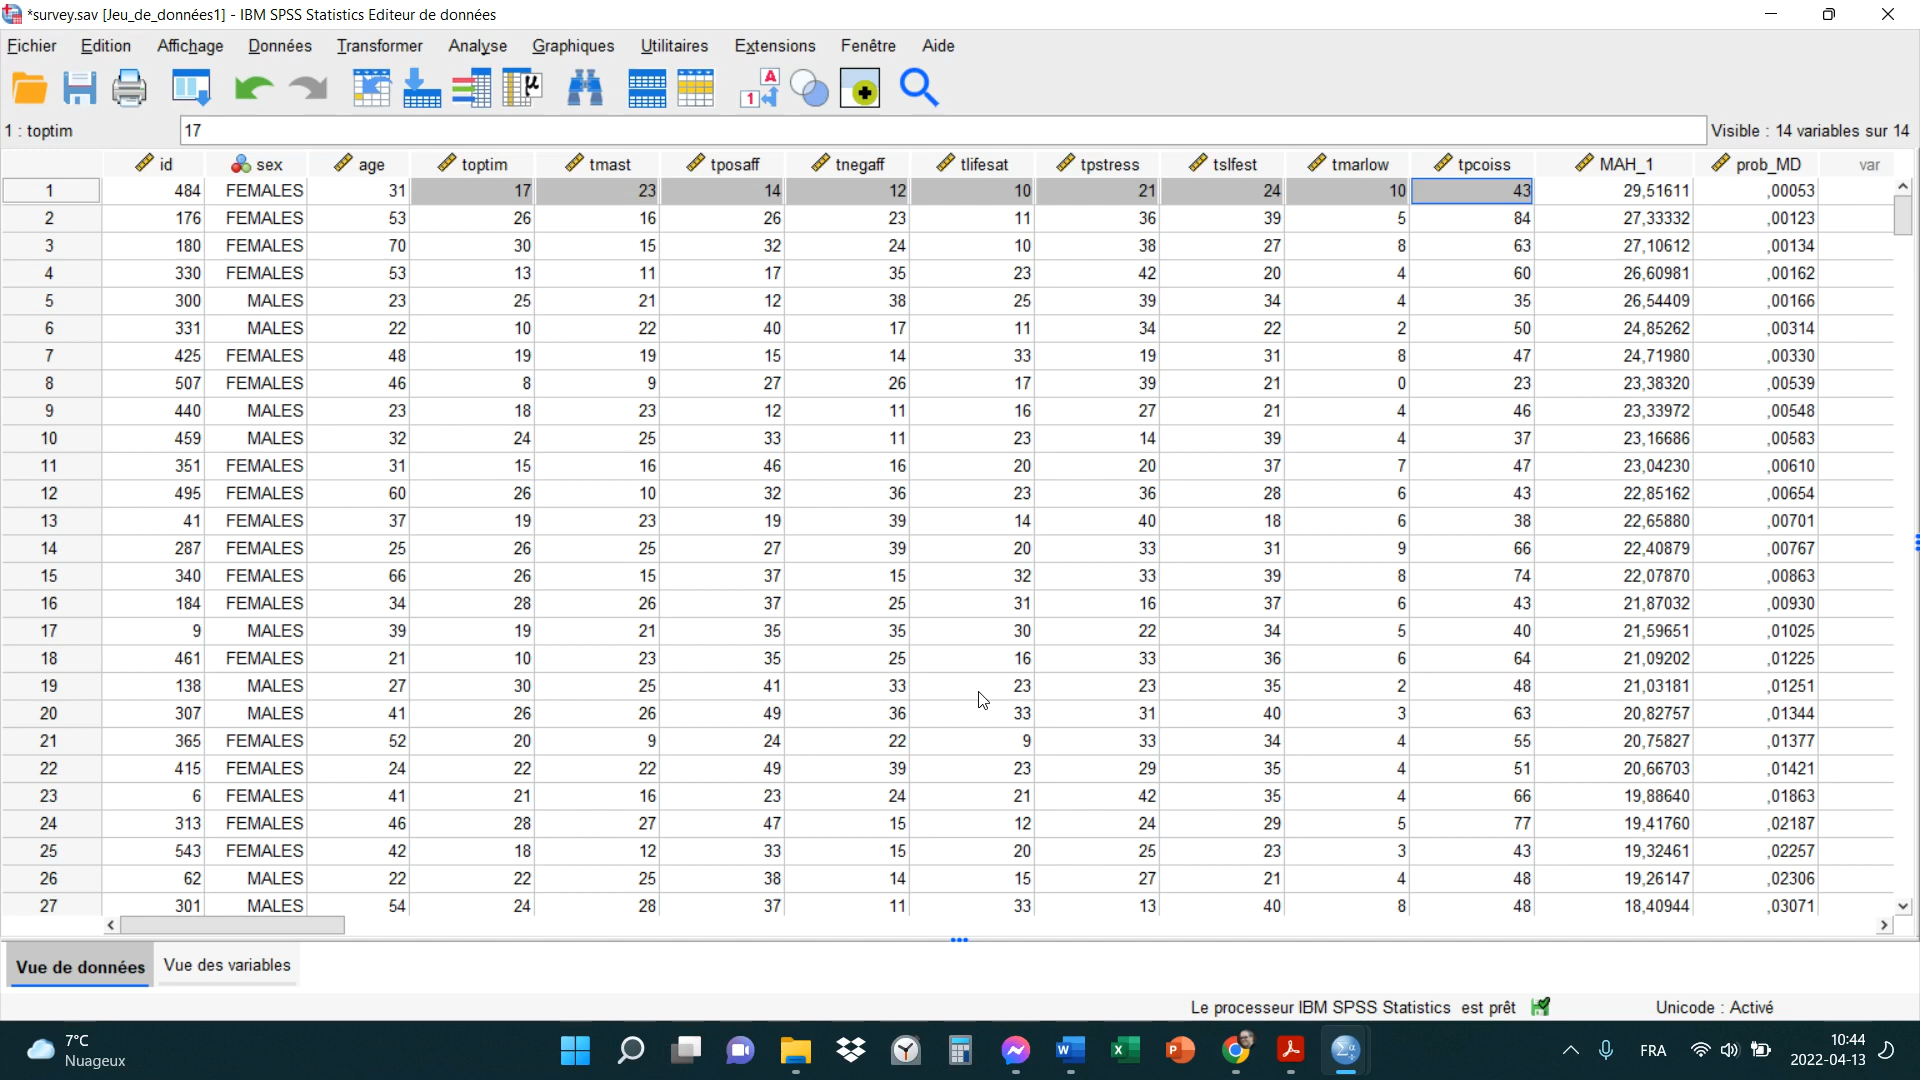 *survey.sav [Jeu_de_données1] - IBM SPSS Statistics Editeur de données
Fichier Edition Affichage Données Transformer Analyse Graphiques Utilitaires Extensions Fenêtre Aide
1 : toptim 17 Visible : 14 variables sur 14
id sex age toptim tmast tposaff tnegaff tlifesat tpstress tslfest tmarlow tpcoiss MAH_1 prob_MD var
1 484 FEMALES 31 17 23 14 12 10 21 24 10 43 29,51611 ,00053
2 176 FEMALES 53 26 16 26 23 11 36 39 5 84 27,33332 ,00123
3 180 FEMALES 70 30 15 32 24 10 38 27 8 63 27,10612 ,00134
4 330 FEMALES 53 13 11 17 35 23 42 20 4 60 26,60981 ,00162
5 300 MALES 23 25 21 12 38 25 39 34 4 35 26,54409 ,00166
6 331 MALES 22 10 22 40 17 11 34 22 2 50 24,85262 ,00314
7 425 FEMALES 48 19 19 15 14 33 19 31 8 47 24,71980 ,00330
8 507 FEMALES 46 8 9 27 26 17 39 21 0 23 23,38320 ,00539
9 440 MALES 23 18 23 12 11 16 27 21 4 46 23,33972 ,00548
10 459 MALES 32 24 25 33 11 23 14 39 4 37 23,16686 ,00583
11 351 FEMALES 31 15 16 46 16 20 20 37 7 47 23,04230 ,00610
12 495 FEMALES 60 26 10 32 36 23 36 28 6 43 22,85162 ,00654
13 41 FEMALES 37 19 23 19 39 14 40 18 6 38 22,65880 ,00701
14 287 FEMALES 25 26 25 27 39 20 33 31 9 66 22,40879 ,00767
15 340 FEMALES 66 26 15 37 15 32 33 39 8 74 22,07870 ,00863
16 184 FEMALES 34 28 26 37 25 31 16 37 6 43 21,87032 ,00930
17 9 MALES 39 19 21 35 35 30 22 34 5 40 21,59651 ,01025
18 461 FEMALES 21 10 23 35 25 16 33 36 6 64 21,09202 ,01225
19 138 MALES 27 30 25 41 33 23 23 35 2 48 21,03181 ,01251
20 307 MALES 41 26 26 49 36 33 31 40 3 63 20,82757 ,01344
21 365 FEMALES 52 20 9 24 22 9 33 34 4 55 20,75827 ,01377
22 415 FEMALES 24 22 22 49 39 23 29 35 4 51 20,66703 ,01421
23 6 FEMALES 41 21 16 23 24 21 42 35 4 66 19,88640 ,01863
24 313 FEMALES 46 28 27 47 15 12 24 29 5 77 19,41760 ,02187
25 543 FEMALES 42 18 12 33 15 20 25 23 3 43 19,32461 ,02257
26 62 MALES 22 22 25 38 14 15 27 21 4 48 19,26147 ,02306
27 301 MALES 54 24 28 37 11 33 13 40 8 48 18,40944 ,03071
Vue de données Vue des variables
Le processeur IBM SPSS Statistics est prêt Unicode : Activé
7°C
Nuageux
FRA
10:44
2022-04-13